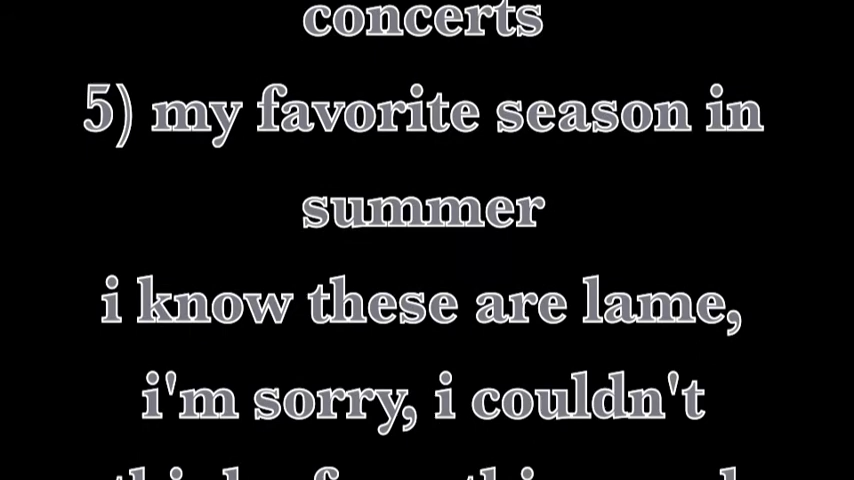 concerts
5) my favorite season in
summer
i know these are lame,
i'm sorry, i couldn't